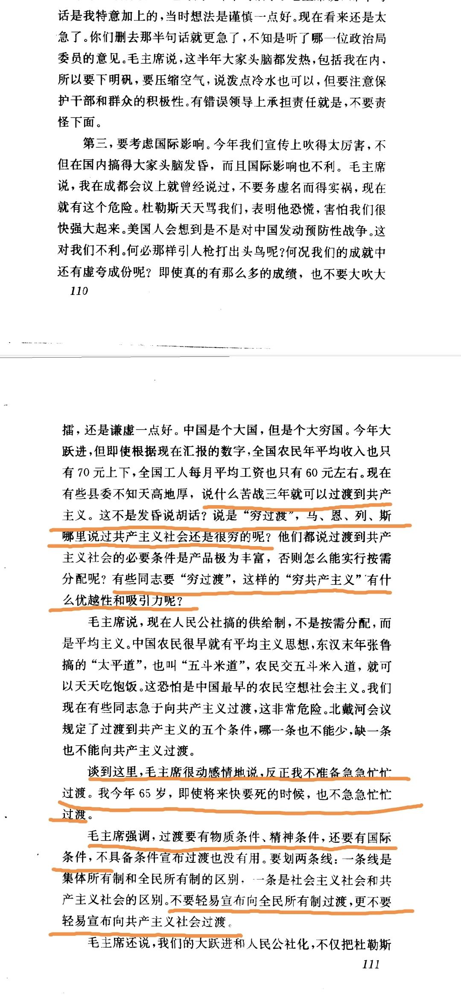 话是我特意加上的，当时想法是谨慎一点好。现在看来还是太
急了。你们删去那半句话就更急了，不知是听了哪一位政治局
委员的意见。毛主席说，这半年大家头脑都发热，包括我在内，
所以要下明矾，要压缩空气，说泼点冷水也可以，但要注意保
护干部和群众的积极性。有错误领导上承担责任就是，不要责
怪下面。
第三，要考虑国际影响。今年我们宣传上吹得太厉害，不
但在国内搞得大家头脑发昏，而且国际影响也不利。毛主席
说，我在成都会议上就曾经说过，不要务虚名而得实祸，现在
就有这个危险。杜勒斯天天骂我们，表明他恐慌，害怕我们很
快强大起来。美国人会想到是不是对中国发动预防性战争。这
对我们不利。何必那样引人枪打出头鸟呢？何况我们的成就中
还有虚夸成份呢？即使真的有那么多的成绩，也不要大吹大
110
擂，还是谦虚一点好。中国是个大国，但是个大穷国。今年大
跃进，但即使根据现在汇报的数字，全国农民年平均收入也只
有70元上下，全国工人每月平均工资也只有60元左右。现在
有些县委不知天高地厚，说什么苦战三年就可以过渡到共产
主义。这不是发昏说胡话？说是“穷过渡”，马、恩、列、斯
哪里说过共产主义社会还是很穷的呢？他们都说过渡到共产
主义社会的必要条件是产品极为丰富，否则怎么能实行按需
分配呢？有些同志要“穷过渡”，这样的“穷共产主义”有什
么优越性和吸引力呢？
毛主席说，现在人民公社搞的供给制，不是按需分配，而
是平均主义。中国农民很早就有平均主义思想，东汉末年张鲁
搞的“太平道”，也叫“五斗米道”，农民交五斗米入道，就可
以天天吃饱饭。这恐怕是中国最早的农民空想社会主义。我们
现在有些同志急于向共产主义过渡，这非常危险。北戴河会议
规定了过渡到共产主义的五个条件，哪一条也不能少，缺一条
也不能向共产主义过渡。
谈到这里，毛主席很动感情地说，反正我不准备急急忙忙
过渡。我今年65岁，即使将来快要死的时候，也不急急忙忙
过渡。
毛主席强调，过渡要有物质条件、精神条件，还要有国际
条件，不具备条件宣布过渡也没有用。要划两条线：一条线是
集体所有制和全民所有制的区别，一条是社会主义社会和共
产主义社会的区别。不要轻易宣布向全民所有制过渡，更不要
轻易宣布向共产主义社会过渡。
毛主席还说，我们的大跃进和人民公社化，不仅把杜勒斯
111